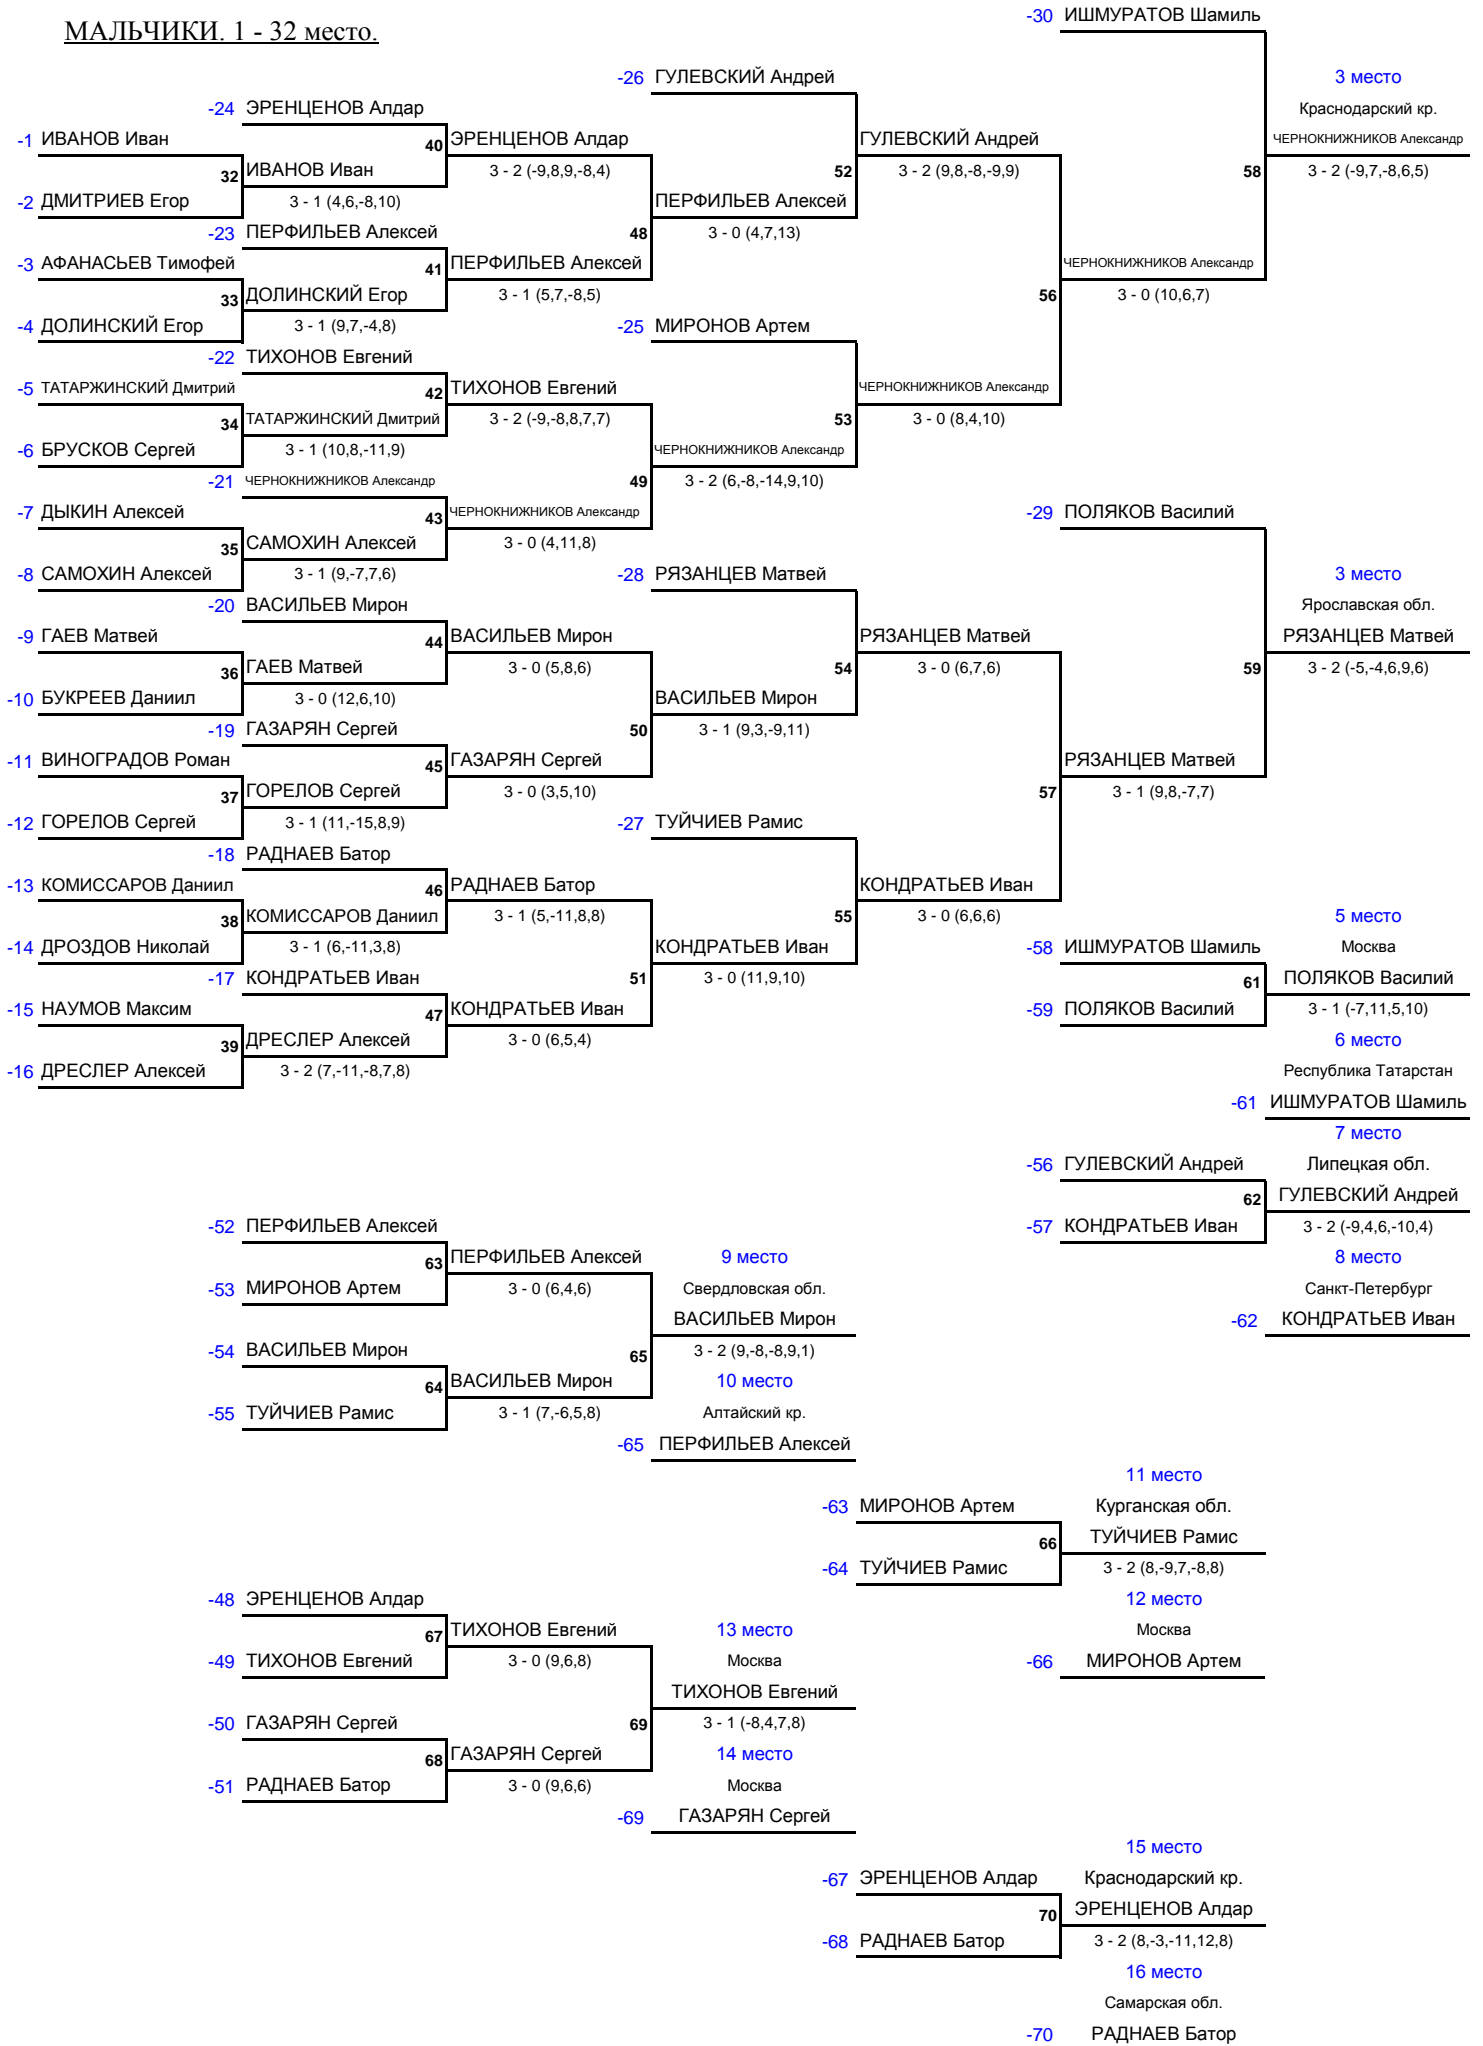 -30 ИШМУРАТОВ Шамиль
МАЛЬЧИКИ. 1 - 32 место.
-26 ГУЛЕВСКИЙ Андрей 3 место
-24 ЭРЕНЦЕНОВ Алдар Краснодарский кр.
-1 ИВАНОВ Иван 40 ЭРЕНЦЕНОВ Алдар ГУЛЕВСКИЙ Андрей ЧЕРНОКНИЖНИКОВ Александр
32 ИВАНОВ Иван 3 - 2 (-9,8,9,-8,4) 52 3 - 2 (9,8,-8,-9,9) 58 3 - 2 (-9,7,-8,6,5)
-2 ДМИТРИЕВ Егор 3 - 1 (4,6,-8,10) ПЕРФИЛЬЕВ Алексей
-23 ПЕРФИЛЬЕВ Алексей 48 3 - 0 (4,7,13)
-3 АФАНАСЬЕВ Тимофей 41 ПЕРФИЛЬЕВ Алексей ЧЕРНОКНИЖНИКОВ Александр
33 ДОЛИНСКИЙ Егор 3 - 1 (5,7,-8,5) 56 3 - 0 (10,6,7)
-4 ДОЛИНСКИЙ Егор 3 - 1 (9,7,-4,8) -25 МИРОНОВ Артем
-22 ТИХОНОВ Евгений
-5 ТАТАРЖИНСКИЙ Дмитрий 42 ТИХОНОВ Евгений ЧЕРНОКНИЖНИКОВ Александр
34 ТАТАРЖИНСКИЙ Дмитрий 3 - 2 (-9,-8,8,7,7) 53 3 - 0 (8,4,10)
-6 БРУСКОВ Сергей 3 - 1 (10,8,-11,9) ЧЕРНОКНИЖНИКОВ Александр
-21 ЧЕРНОКНИЖНИКОВ Александр 49 3 - 2 (6,-8,-14,9,10)
-7 ДЫКИН Алексей 43 ЧЕРНОКНИЖНИКОВ Александр -29 ПОЛЯКОВ Василий
35 САМОХИН Алексей 3 - 0 (4,11,8)
-8 САМОХИН Алексей 3 - 1 (9,-7,7,6) -28 РЯЗАНЦЕВ Матвей 3 место
-20 ВАСИЛЬЕВ Мирон Ярославская обл.
-9 ГАЕВ Матвей 44 ВАСИЛЬЕВ Мирон РЯЗАНЦЕВ Матвей РЯЗАНЦЕВ Матвей
36 ГАЕВ Матвей 3 - 0 (5,8,6) 54 3 - 0 (6,7,6) 59 3 - 2 (-5,-4,6,9,6)
-10 БУКРЕЕВ Даниил 3 - 0 (12,6,10) ВАСИЛЬЕВ Мирон
-19 ГАЗАРЯН Сергей 50 3 - 1 (9,3,-9,11)
-11 ВИНОГРАДОВ Роман 45 ГАЗАРЯН Сергей РЯЗАНЦЕВ Матвей
37 ГОРЕЛОВ Сергей 3 - 0 (3,5,10) 57 3 - 1 (9,8,-7,7)
-12 ГОРЕЛОВ Сергей 3 - 1 (11,-15,8,9) -27 ТУЙЧИЕВ Рамис
-18 РАДНАЕВ Батор
-13 КОМИССАРОВ Даниил 46 РАДНАЕВ Батор КОНДРАТЬЕВ Иван
38 КОМИССАРОВ Даниил 3 - 1 (5,-11,8,8) 55 3 - 0 (6,6,6) 5 место
-14 ДРОЗДОВ Николай 3 - 1 (6,-11,3,8) КОНДРАТЬЕВ Иван -58 ИШМУРАТОВ Шамиль Москва
-17 КОНДРАТЬЕВ Иван 51 3 - 0 (11,9,10) 61 ПОЛЯКОВ Василий
-15 НАУМОВ Максим 47 КОНДРАТЬЕВ Иван -59 ПОЛЯКОВ Василий 3 - 1 (-7,11,5,10)
39 ДРЕСЛЕР Алексей 3 - 0 (6,5,4) 6 место
-16 ДРЕСЛЕР Алексей 3 - 2 (7,-11,-8,7,8) Республика Татарстан
-61 ИШМУРАТОВ Шамиль
7 место
-56 ГУЛЕВСКИЙ Андрей Липецкая обл.
62 ГУЛЕВСКИЙ Андрей
-52 ПЕРФИЛЬЕВ Алексей -57 КОНДРАТЬЕВ Иван 3 - 2 (-9,4,6,-10,4)
63 ПЕРФИЛЬЕВ Алексей 9 место 8 место
-53 МИРОНОВ Артем 3 - 0 (6,4,6) Свердловская обл. Санкт-Петербург
ВАСИЛЬЕВ Мирон -62 КОНДРАТЬЕВ Иван
-54 ВАСИЛЬЕВ Мирон 65 3 - 2 (9,-8,-8,9,1)
64 ВАСИЛЬЕВ Мирон 10 место
-55 ТУЙЧИЕВ Рамис 3 - 1 (7,-6,5,8) Алтайский кр.
-65 ПЕРФИЛЬЕВ Алексей
11 место
-63 МИРОНОВ Артем Курганская обл.
66 ТУЙЧИЕВ Рамис
-64 ТУЙЧИЕВ Рамис 3 - 2 (8,-9,7,-8,8)
-48 ЭРЕНЦЕНОВ Алдар 12 место
67 ТИХОНОВ Евгений 13 место Москва
-49 ТИХОНОВ Евгений 3 - 0 (9,6,8) Москва -66 МИРОНОВ Артем
ТИХОНОВ Евгений
-50 ГАЗАРЯН Сергей 69 3 - 1 (-8,4,7,8)
68 ГАЗАРЯН Сергей 14 место
-51 РАДНАЕВ Батор 3 - 0 (9,6,6) Москва
-69 ГАЗАРЯН Сергей
15 место
-67 ЭРЕНЦЕНОВ Алдар Краснодарский кр.
70 ЭРЕНЦЕНОВ Алдар
-68 РАДНАЕВ Батор 3 - 2 (8,-3,-11,12,8)
16 место
Самарская обл.
-70 РАДНАЕВ Батор